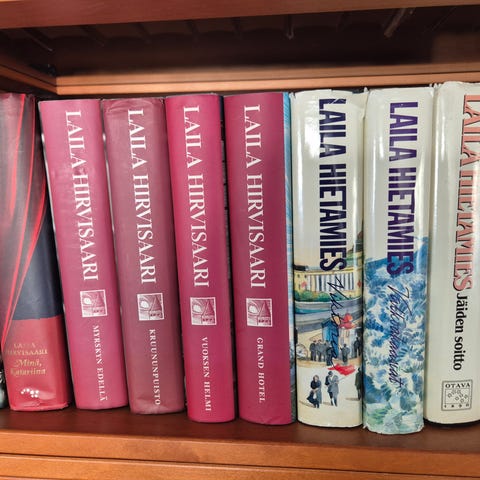 LAILA
HIRVISAARI
Minä,
Katariina
LAILA HIRVISAARI
MYRSKYN EDELLÄ
LAILA HIRVISAARI
KRUUNUNPUISTO
LAILA HIRVISAARI
VUOKSEN HELMI
LAILA HIRVISAARI
GRAND HOTEL
LAILA HIETAMIES
LAILA HIETAMIES
LAILA HIETAMIES
Jäiden soitto
OTAVA